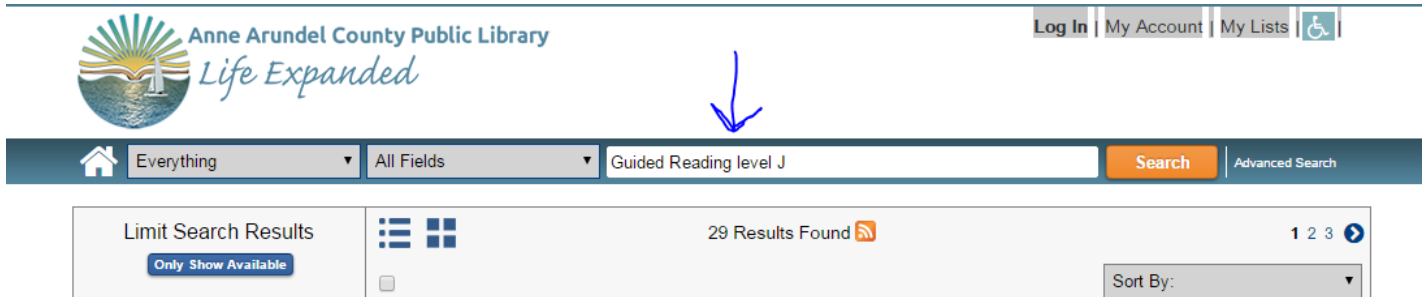 Anne Arundel County Public Library
Life Expanded
Log In | My Account | My Lists | |
Everything All Fields Guided Reading level J Search Advanced Search
Limit Search Results
Only Show Available
29 Results Found
1 2 3
Sort By: